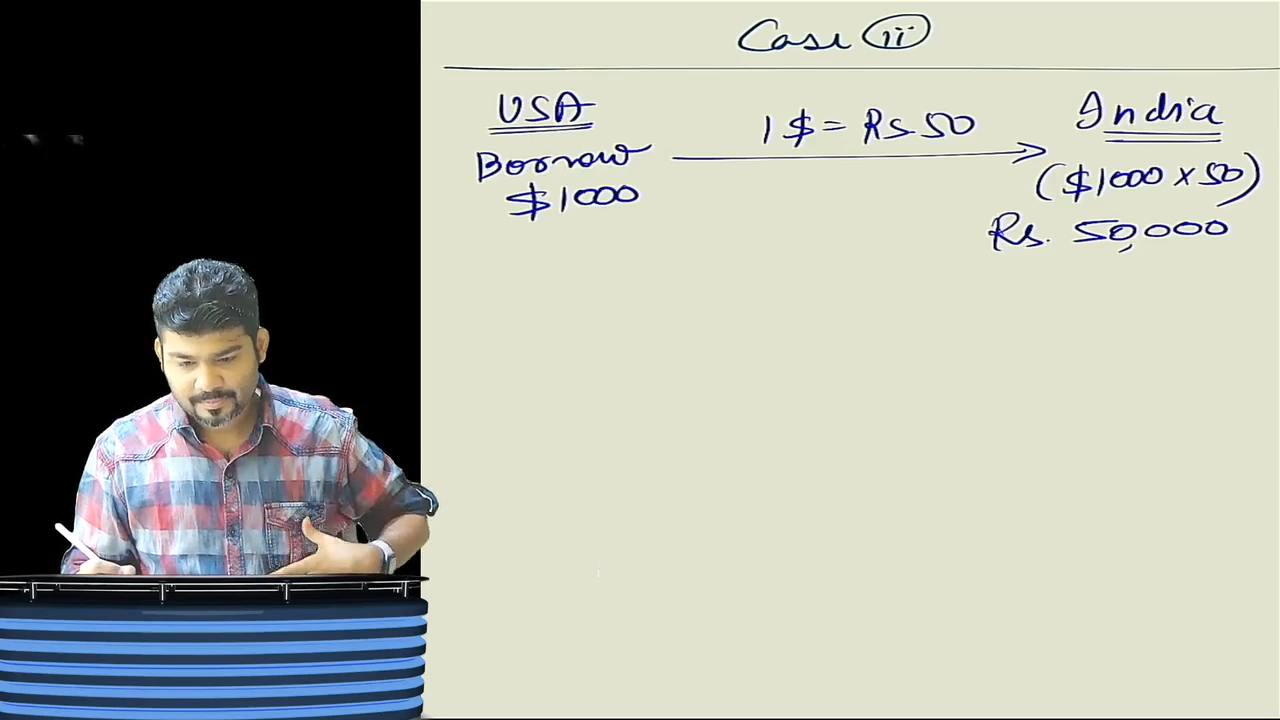 Case ii
USA
Borrow
$1000
1$ = Rs 50
India
($1000 x 50)
Rs. 50,000